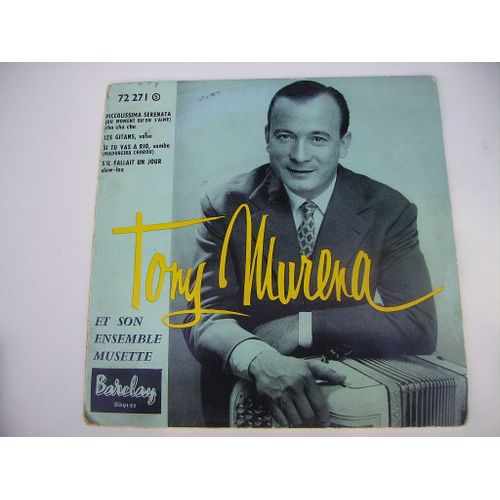 72 271 S
PICCOLISSIMA SERENATA
(DU MOMENT QU'ON S'AIME)
cha cha cha
LES GITANS, valse
SI TU VAS A RIO, samba
(MADUREIRA CHOROU)
S'IL FALLAIT UN JOUR
slow-fox
Tony Murena
ET SON
ENSEMBLE
MUSETTE
Barclay
DISQUES